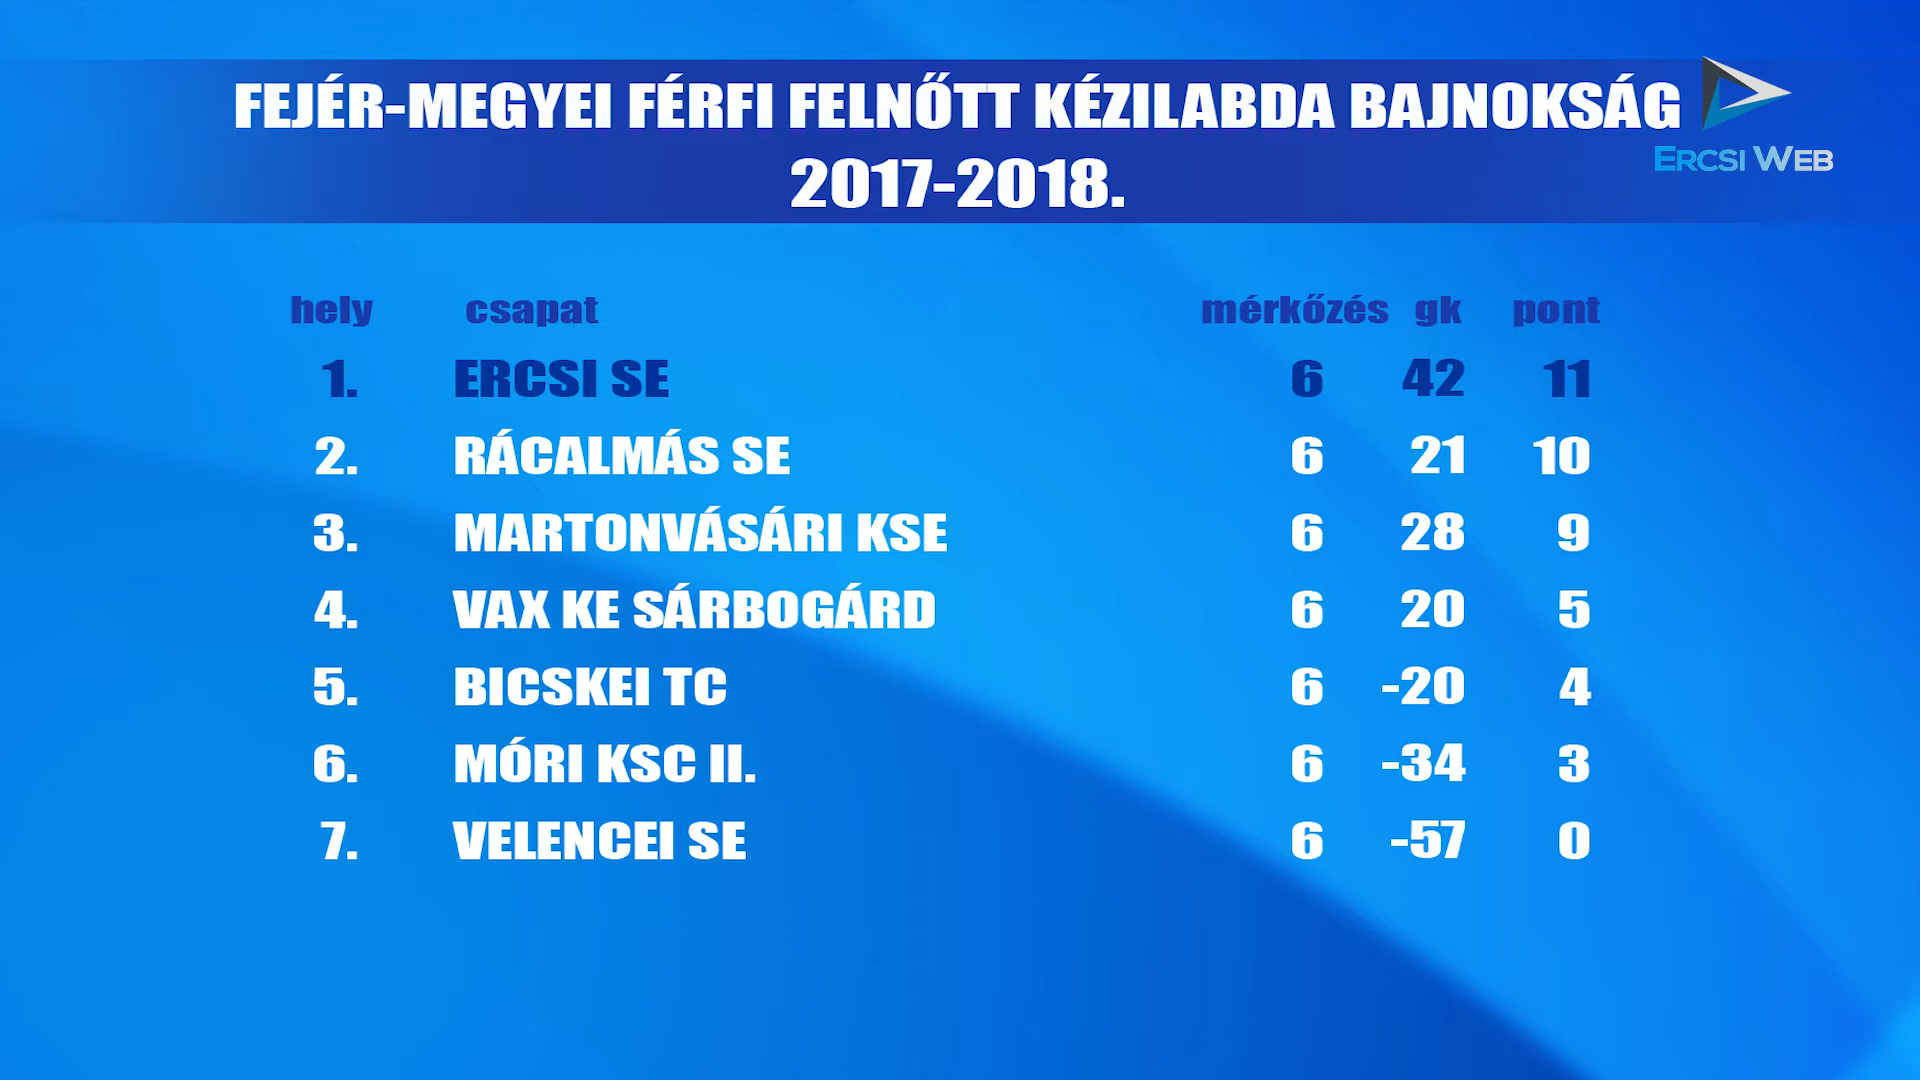 FEJÉR-MEGYEI FÉRFI FELNŐTT KÉZILABDA BAJNOKSÁG
2017-2018.
ERCSI WEB
hely csapat mérkőzés gk pont
1. ERCSI SE 6 42 11
2. RÁCALMÁS SE 6 21 10
3. MARTONVÁSÁRI KSE 6 28 9
4. VAX KE SÁRBOGÁRD 6 20 5
5. BICSKEI TC 6 -20 4
6. MÓRI KSC II. 6 -34 3
7. VELENCEI SE 6 -57 0